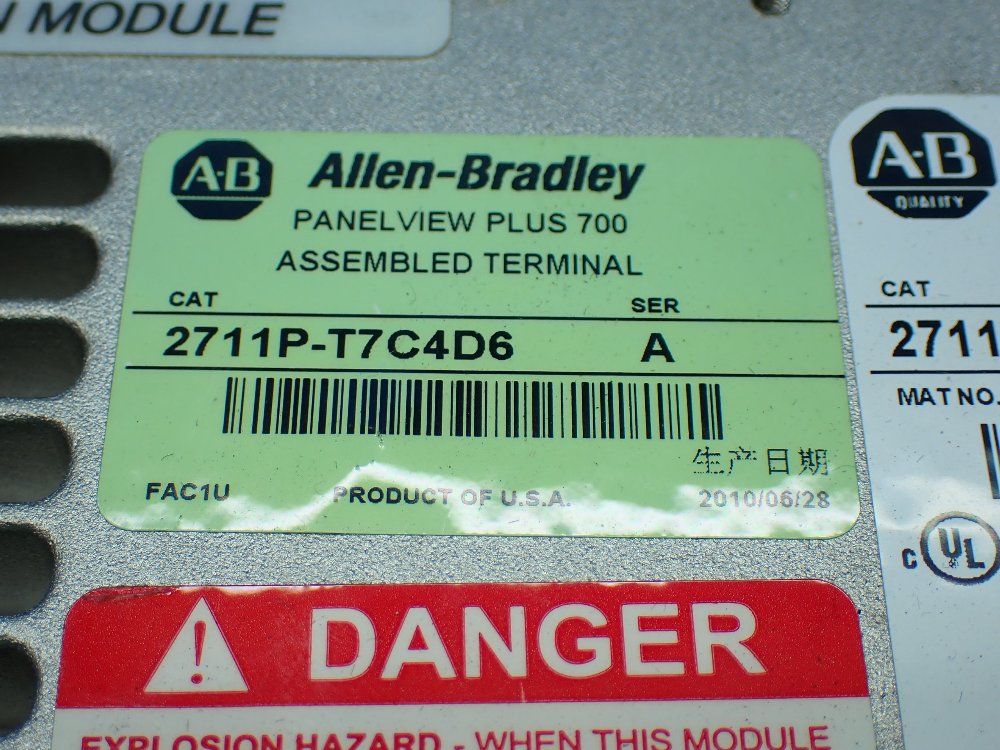 N MODULE
A-B Allen-Bradley
PANELVIEW PLUS 700
ASSEMBLED TERMINAL
CAT SER
2711P-T7C4D6 A
生产日期
FAC1U PRODUCT OF U.S.A. 2010/06/28
A-B
QUALITY
CAT
2711
MAT NO.
C UL
DANGER
EXPLOSION HAZARD - WHEN THIS MODULE